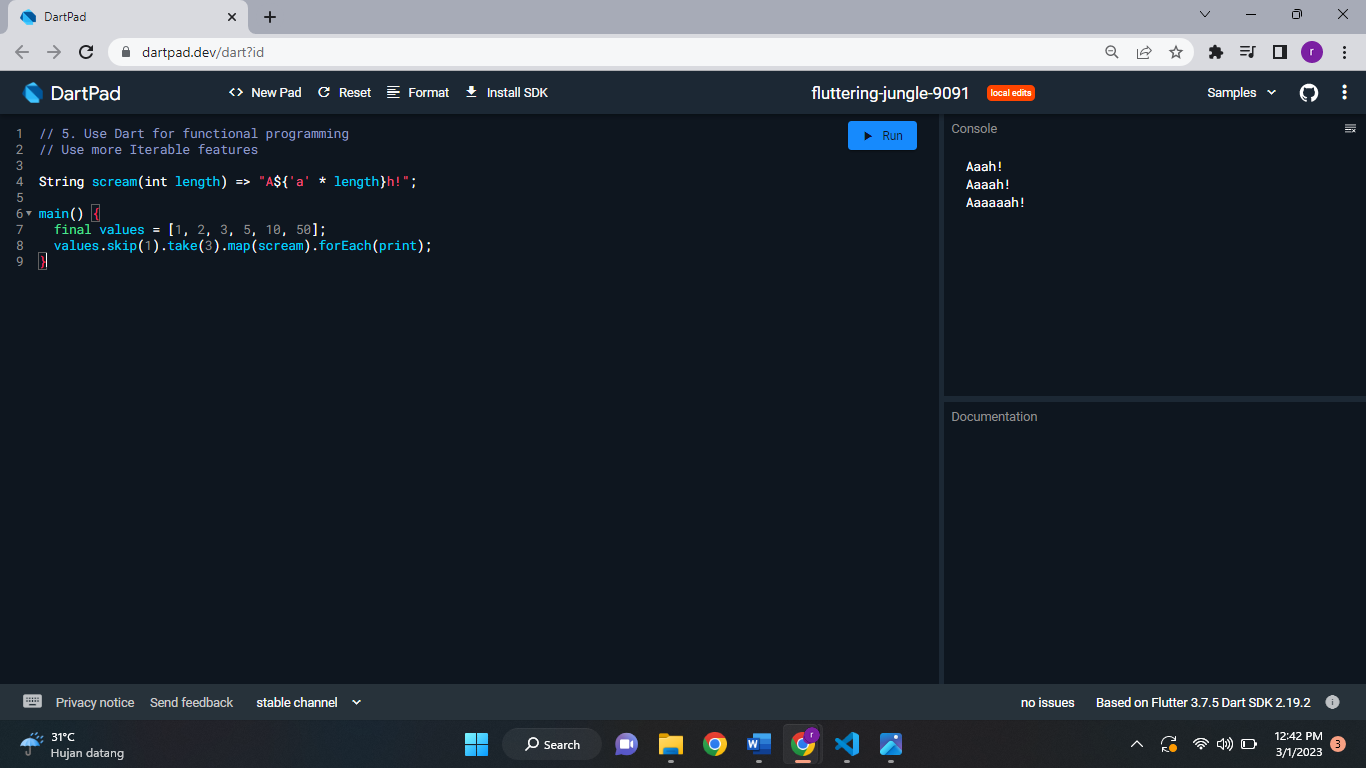 DartPad
dartpad.dev/dart?id
r
DartPad
<> New Pad
Reset
Format
Install SDK
fluttering-jungle-9091
local edits
Samples
1 // 5. Use Dart for functional programming
2 // Use more Iterable features
3
4 String scream(int length) => "A${'a' * length}h!";
5
6 main() {
7 final values = [1, 2, 3, 5, 10, 50];
8 values.skip(1).take(3).map(scream).forEach(print);
9 }
Run
Console
Aaah!
Aaaah!
Aaaaaah!
Documentation
Privacy notice
Send feedback
stable channel
no issues
Based on Flutter 3.7.5 Dart SDK 2.19.2
31°C
Hujan datang
Search
W
r
12:42 PM
3/1/2023
3